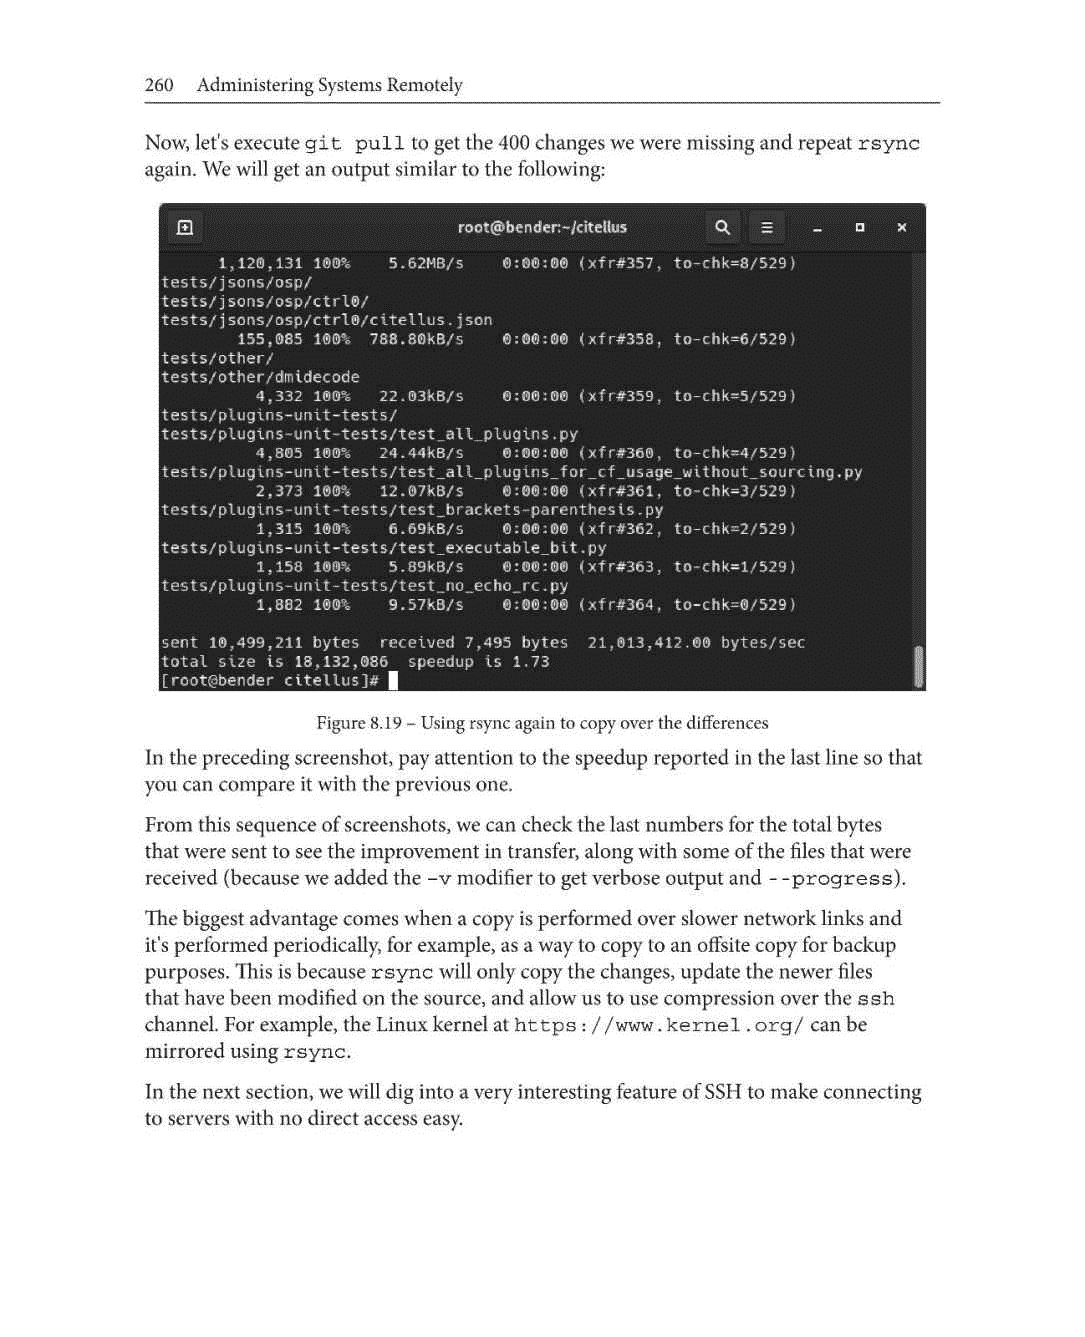 260 Administering Systems Remotely
Now, let's execute git pull to get the 400 changes we were missing and repeat rsync
again. We will get an output similar to the following:
root@bender:~/citellus
1,120,131 100% 5.62MB/s 0:00:00 (xfr#357, to-chk=8/529)
tests/jsons/osp/
tests/jsons/osp/ctrl0/
tests/jsons/osp/ctrl0/citellus.json
155,085 100% 788.80kB/s 0:00:00 (xfr#358, to-chk=6/529)
tests/other/
tests/other/dmidecode
4,332 100% 22.03kB/s 0:00:00 (xfr#359, to-chk=5/529)
tests/plugins-unit-tests/
tests/plugins-unit-tests/test_all_plugins.py
4,805 100% 24.44kB/s 0:00:00 (xfr#360, to-chk=4/529)
tests/plugins-unit-tests/test_all_plugins_for_cf_usage_without_sourcing.py
2,373 100% 12.07kB/s 0:00:00 (xfr#361, to-chk=3/529)
tests/plugins-unit-tests/test_brackets-parenthesis.py
1,315 100% 6.69kB/s 0:00:00 (xfr#362, to-chk=2/529)
tests/plugins-unit-tests/test_executable_bit.py
1,158 100% 5.89kB/s 0:00:00 (xfr#363, to-chk=1/529)
tests/plugins-unit-tests/test_no_echo_rc.py
1,882 100% 9.57kB/s 0:00:00 (xfr#364, to-chk=0/529)
sent 10,499,211 bytes received 7,495 bytes 21,013,412.00 bytes/sec
total size is 18,132,086 speedup is 1.73
[root@bender citellus]#
Figure 8.19 – Using rsync again to copy over the differences
In the preceding screenshot, pay attention to the speedup reported in the last line so that
you can compare it with the previous one.
From this sequence of screenshots, we can check the last numbers for the total bytes
that were sent to see the improvement in transfer, along with some of the files that were
received (because we added the –v modifier to get verbose output and --progress).
The biggest advantage comes when a copy is performed over slower network links and
it's performed periodically, for example, as a way to copy to an offsite copy for backup
purposes. This is because rsync will only copy the changes, update the newer files
that have been modified on the source, and allow us to use compression over the ssh
channel. For example, the Linux kernel at https://www.kernel.org/ can be
mirrored using rsync.
In the next section, we will dig into a very interesting feature of SSH to make connecting
to servers with no direct access easy.